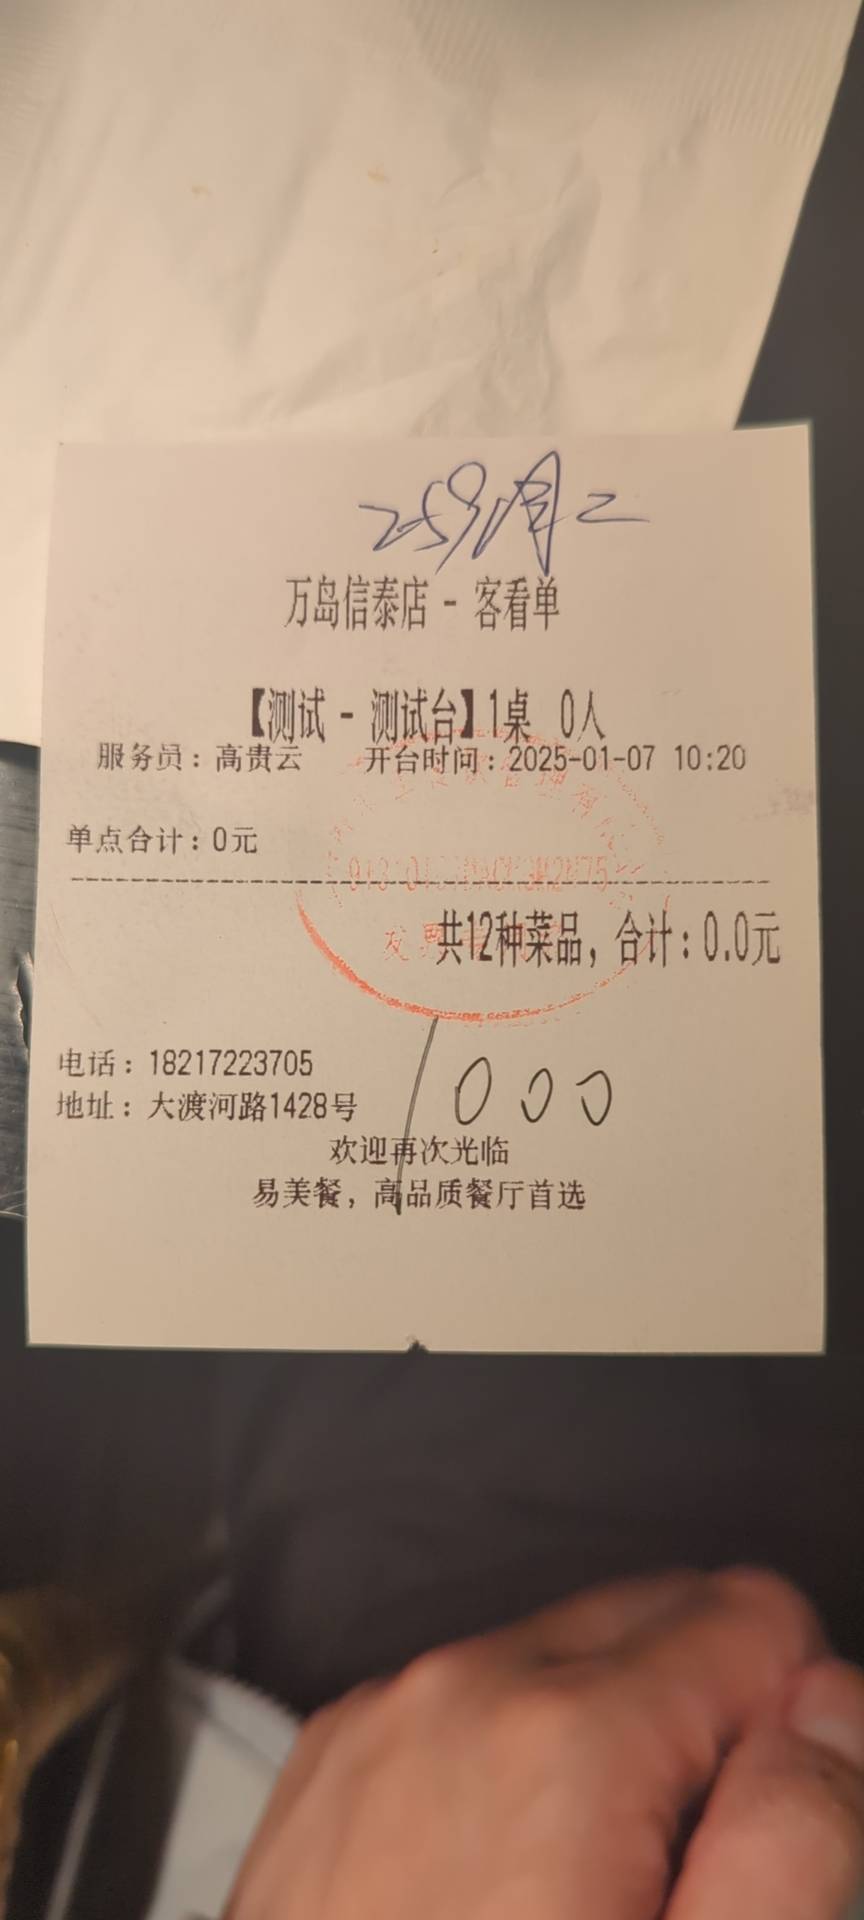 万岛信泰店 - 客看单
【测试 - 测试台】1桌 0人
服务员：高贵云 开台时间：2025-01-07 10:20
单点合计：0元
共12种菜品，合计：0.0元
电话：18217223705
地址：大渡河路1428号
1000
欢迎再次光临
易美餐，高品质餐厅首选